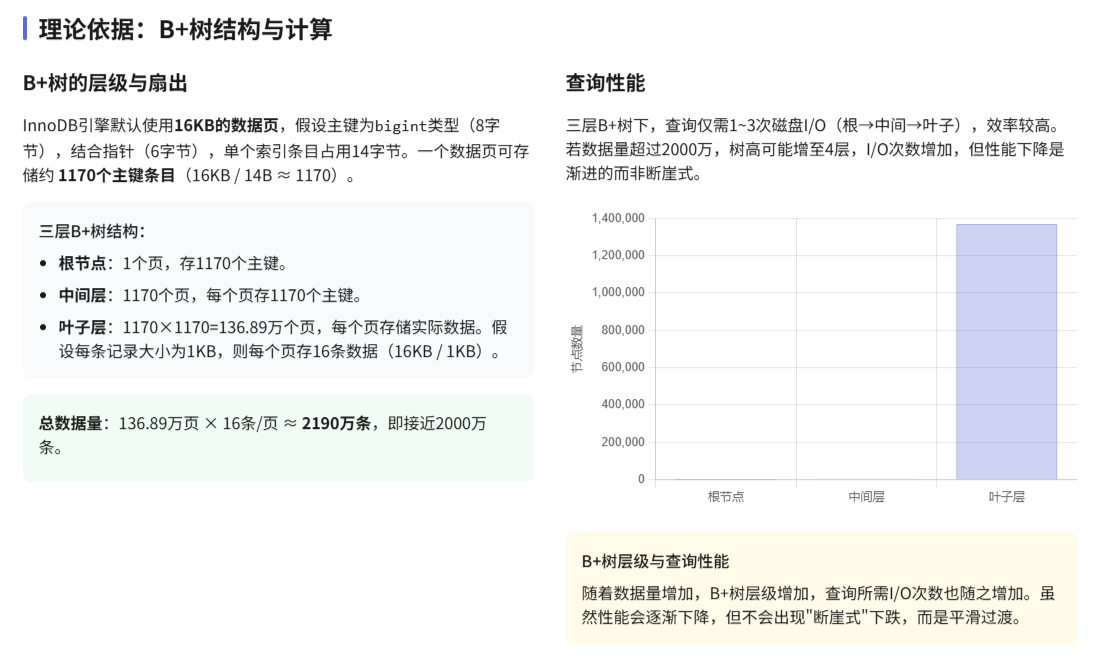 理论依据：B+树结构与计算
B+树的层级与扇出
InnoDB引擎默认使用16KB的数据页，假设主键为bigint类型（8字
节），结合指针（6字节），单个索引条目占用14字节。一个数据页可存
储约 1170个主键条目（16KB / 14B ≈ 1170）。
三层B+树结构：
• 根节点：1个页，存1170个主键。
• 中间层：1170个页，每个页存1170个主键。
• 叶子层：1170×1170=136.89万个页，每个页存储实际数据。假
设每条记录大小为1KB，则每个页存16条数据（16KB / 1KB）。
总数据量：136.89万页 × 16条/页 ≈ 2190万条，即接近2000万
条。
查询性能
三层B+树下，查询仅需1~3次磁盘I/O（根→中间→叶子），效率较高。
若数据量超过2000万，树高可能增至4层，I/O次数增加，但性能下降是
渐进的而非断崖式。
节点数量
1,400,000
1,200,000
1,000,000
800,000
600,000
400,000
200,000
0
根节点 中间层 叶子层
B+树层级与查询性能
随着数据量增加，B+树层级增加，查询所需I/O次数也随之增加。虽
然性能会逐渐下降，但不会出现"断崖式"下跌，而是平滑过渡。